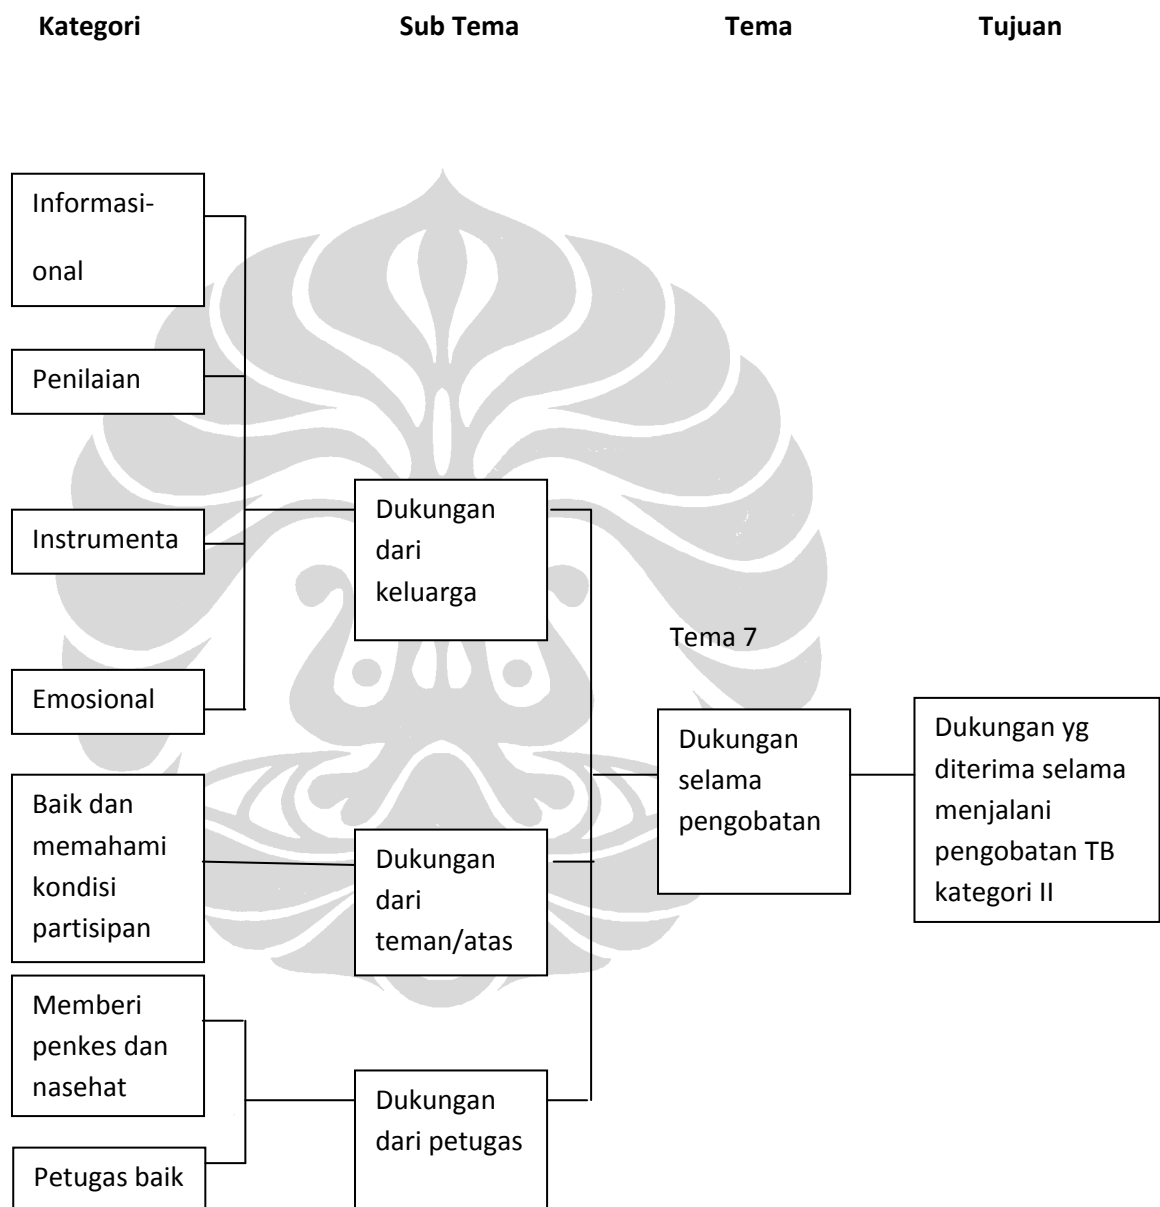 Kategori Sub Tema Tema Tujuan
Informasi-
onal
Penilaian
Instrumenta
Emosional
Baik dan
memahami
kondisi
partisipan
Memberi
penkes dan
nasehat
Petugas baik
Dukungan
dari
keluarga
Dukungan
dari
teman/atas
Dukungan
dari petugas
Tema 7
Dukungan
selama
pengobatan
Dukungan yg
diterima selama
menjalani
pengobatan TB
kategori II